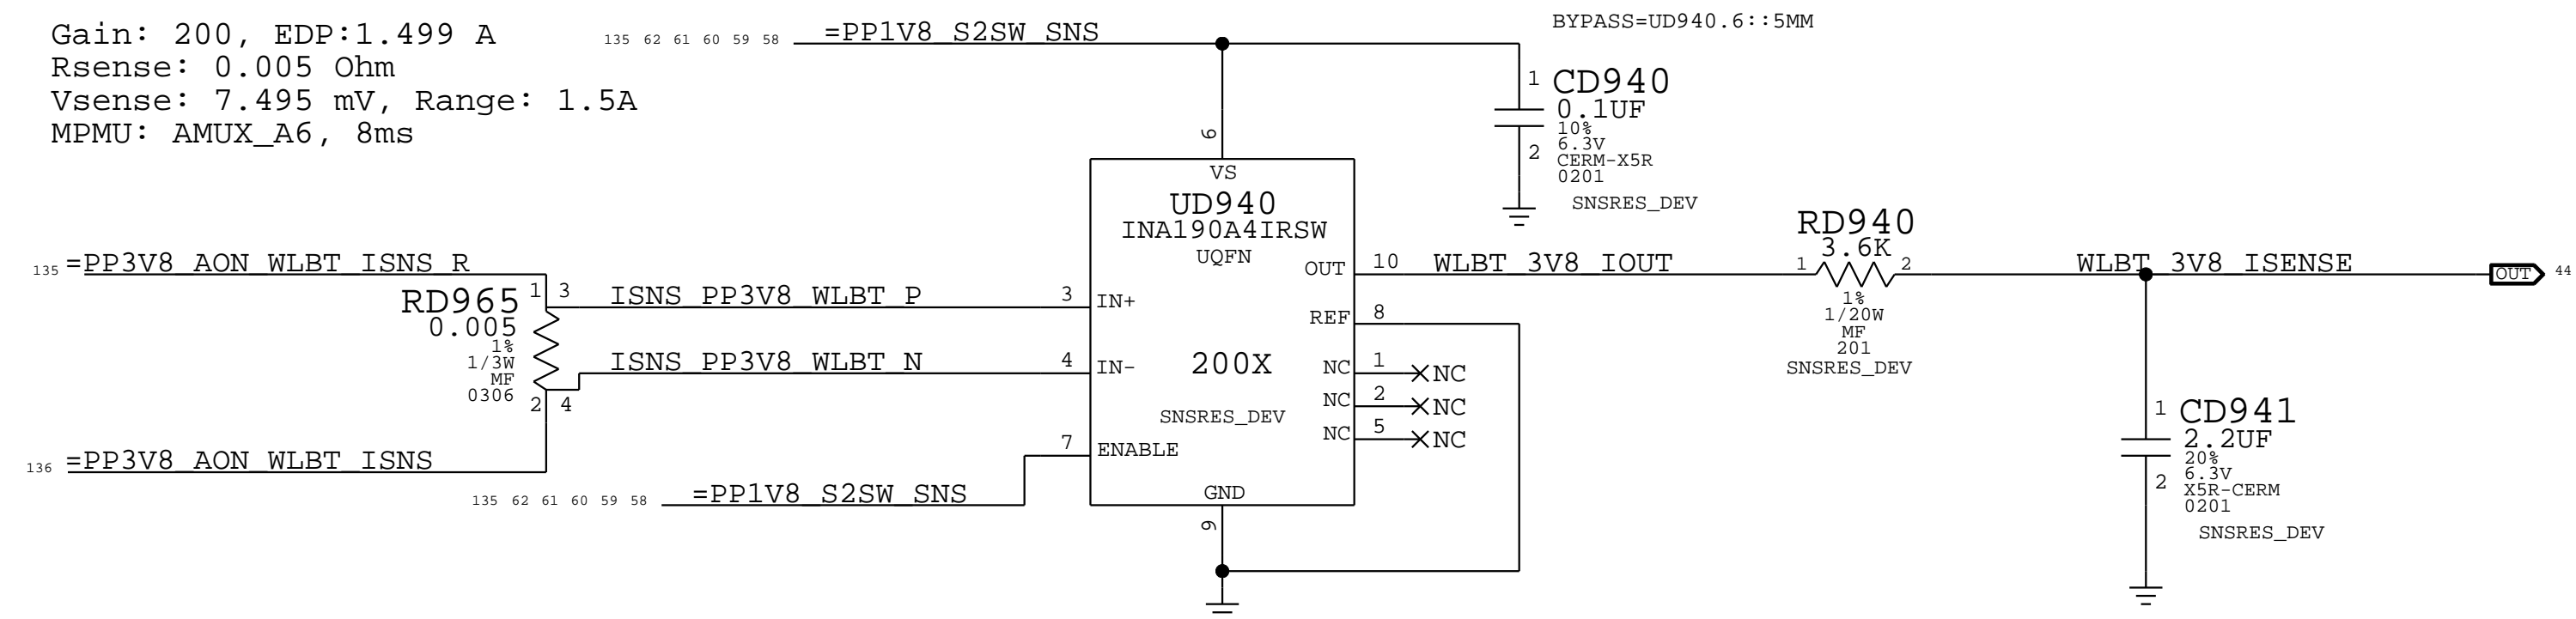 Gain: 200, EDP:1.499 A
Rsense: 0.005 Ohm
Vsense: 7.495 mV, Range: 1.5A
MPMU: AMUX_A6, 8ms
135 62 61 60 59 58 =PP1V8_S2SW_SNS
BYPASS=UD940.6::5MM
1 CD940
0.1UF
10%
6.3V
2
CERM-X5R
0201
SNSRES_DEV
6
VS
UD940
INA190A4IRSW
UQFN
135 =PP3V8_AON_WLBT_ISNS_R
1 3
RD965
0.005
1%
1/3W
MF
0306
2 4
136 =PP3V8_AON_WLBT_ISNS
ISNS_PP3V8_WLBT_P 3 IN+
ISNS_PP3V8_WLBT_N 4 IN-
200X
SNSRES_DEV
7 ENABLE
135 62 61 60 59 58 =PP1V8_S2SW_SNS
GND
9
OUT 10 WLBT_3V8_IOUT
REF 8
NC 1 NC
NC 2 NC
NC 5 NC
RD940
3.6K
1 2
1%
1/20W
MF
201
SNSRES_DEV
WLBT_3V8_ISENSE OUT 44
1 CD941
2.2UF
20%
6.3V
2
X5R-CERM
0201
SNSRES_DEV